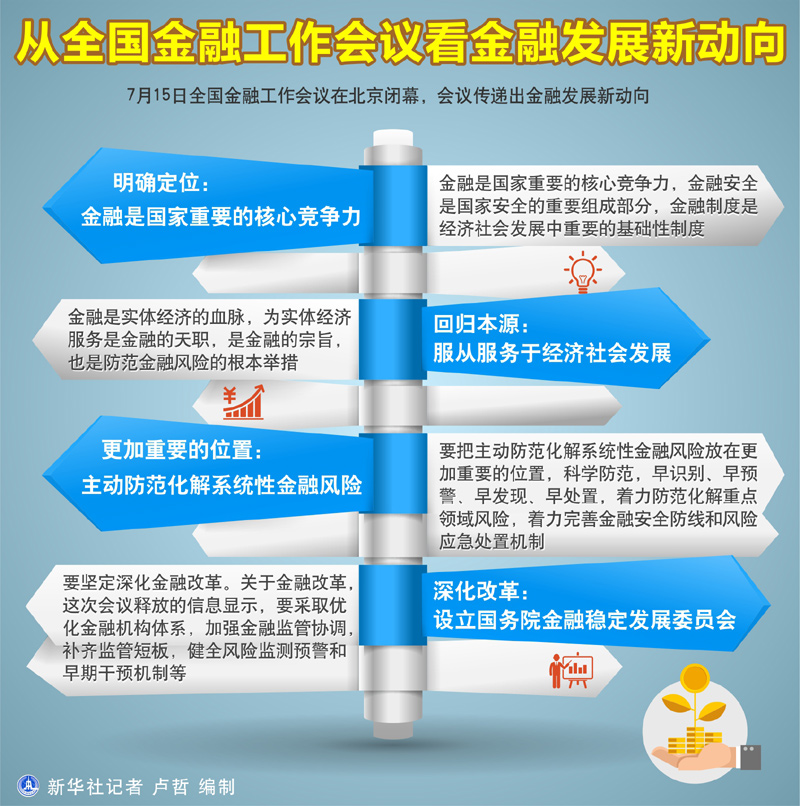 从全国金融工作会议看金融发展新动向
7月15日全国金融工作会议在北京闭幕，会议传递出金融发展新动向
明确定位：
金融是国家重要的核心竞争力
金融是国家重要的核心竞争力，金融安全
是国家安全的重要组成部分，金融制度是
经济社会发展中重要的基础性制度
金融是实体经济的血脉，为实体经济
服务是金融的天职，是金融的宗旨，
也是防范金融风险的根本举措
回归本源：
服从服务于经济社会发展
¥
更加重要的位置：
主动防范化解系统性金融风险
要把主动防范化解系统性金融风险放在更
加重要的位置，科学防范，早识别、早预
警、早发现、早处置，着力防范化解重点
领域风险，着力完善金融安全防线和风险
应急处置机制
要坚定深化金融改革。关于金融改革，
这次会议释放的信息显示，要采取优
化金融机构体系，加强金融监管协调，
补齐监管短板，健全风险监测预警和
早期干预机制等
深化改革：
设立国务院金融稳定发展委员会
新华社记者 卢哲 编制